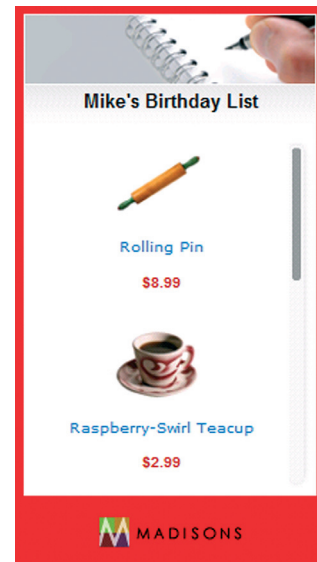 Mike's Birthday List
Rolling Pin
$8.99
Raspberry-Swirl Teacup
$2.99
MADISONS